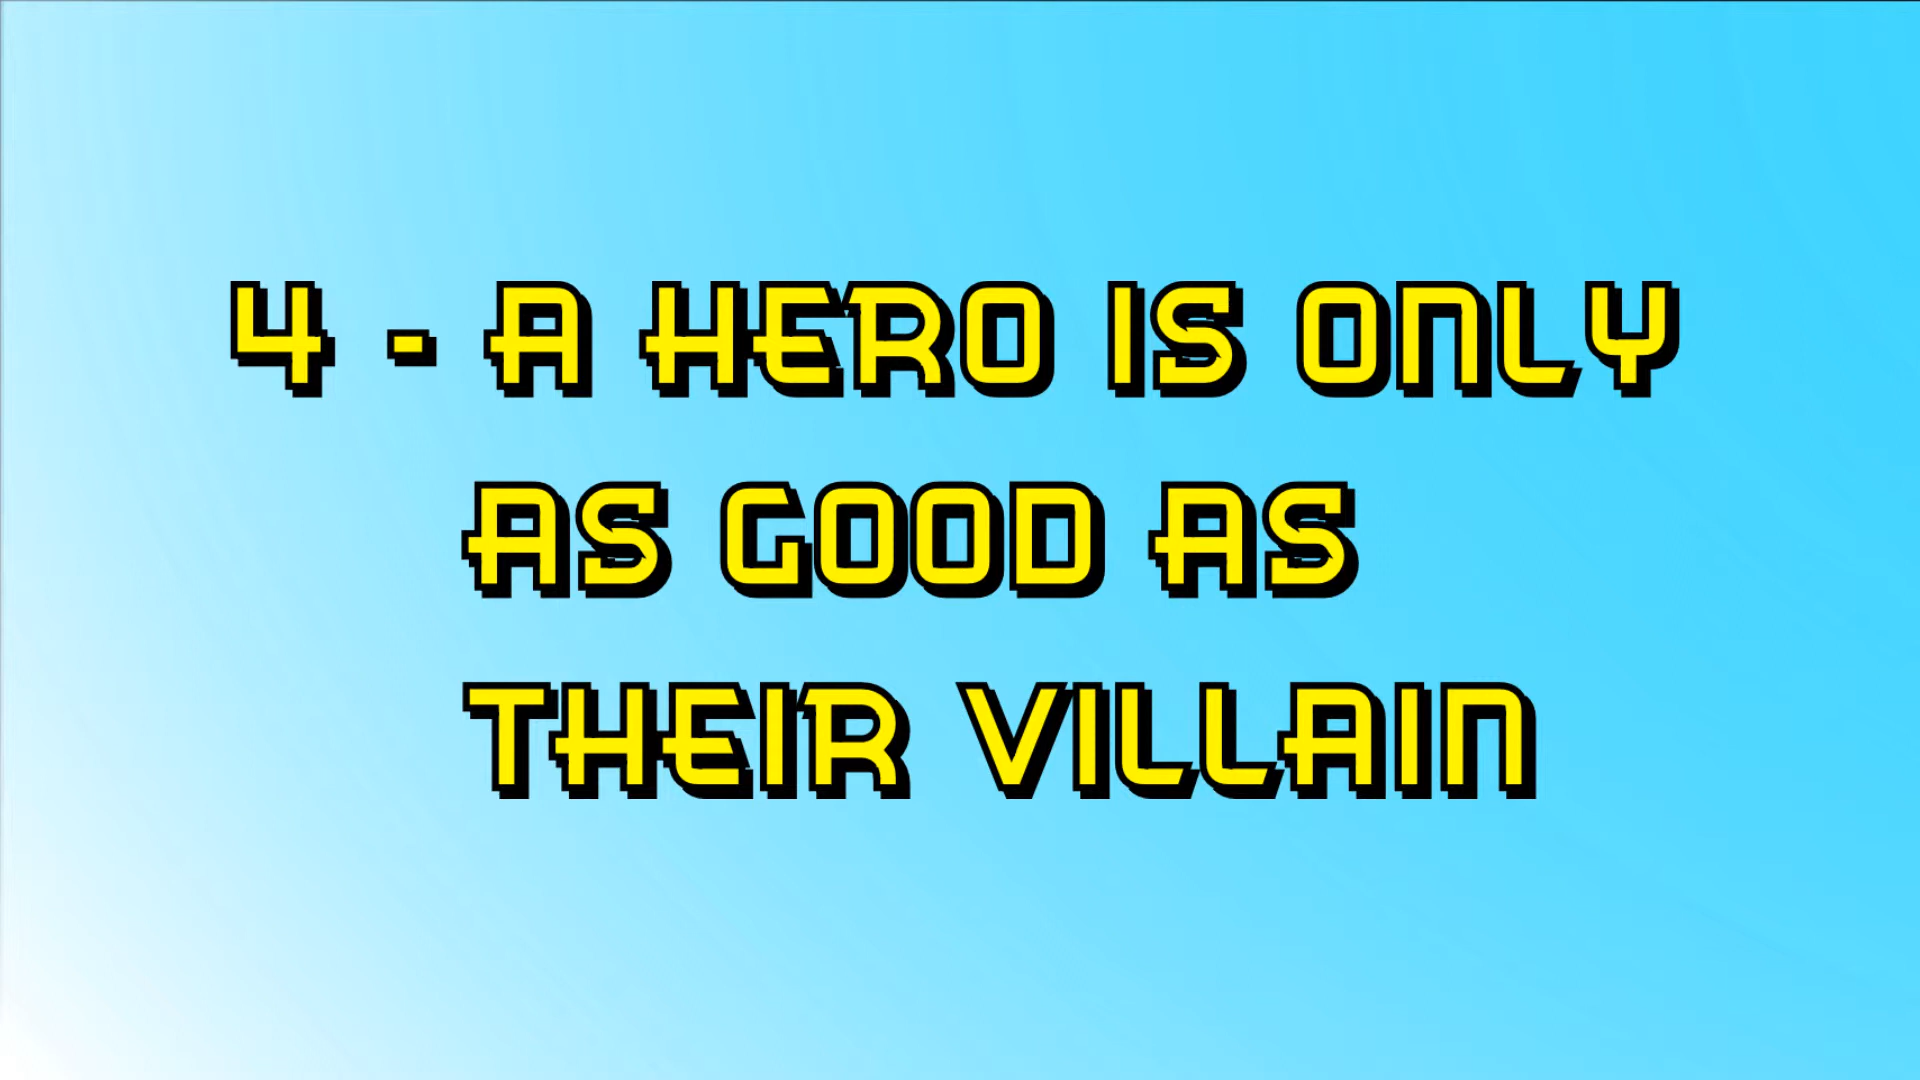 4 - A HERO IS ONLY
AS GOOD AS
THEIR VILLAIN